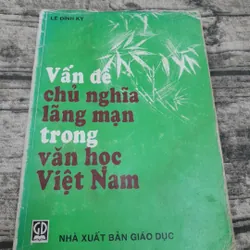 LÊ ĐÌNH KỴ
Vấn đề
chủ nghĩa
lãng mạn
trong
văn học
Việt Nam
GD
NHÀ XUẤT BẢN GIÁO DỤC